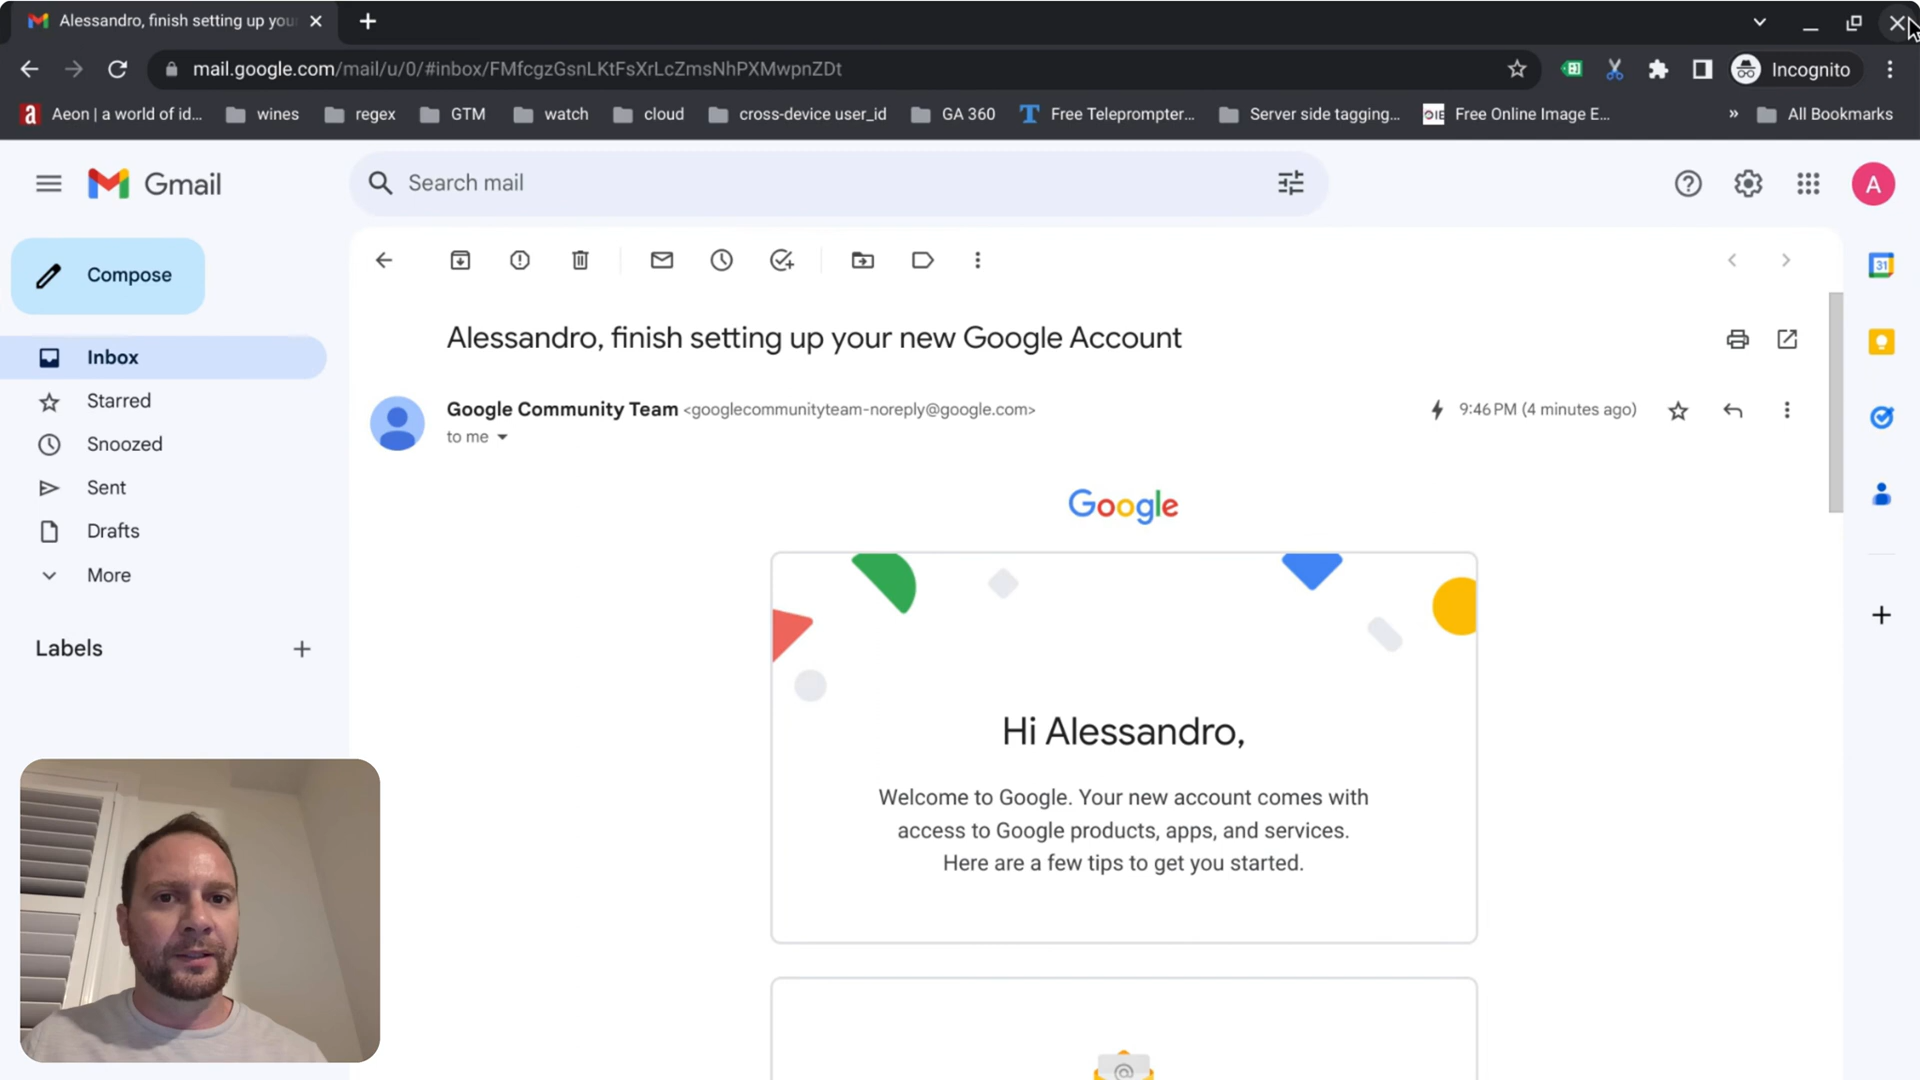 Alessandro, finish setting up you
mail.google.com/mail/u/0/#inbox/FMfcgzGsnLKtFsXrLcZmsNhPXMwpnZDt
Incognito
a Aeon | a world of id...
wines
regex
GTM
watch
cloud
cross-device user_id
GA 360
T Free Teleprompter...
Server side tagging...
OIE Free Online Image E...
» All Bookmarks
Gmail
Search mail
A
Compose
31
Alessandro, finish setting up your new Google Account
Inbox
Starred
Snoozed
Sent
Drafts
More
Labels
Google Community Team <googlecommunityteam-noreply@google.com>
9:46 PM (4 minutes ago)
to me
Google
Hi Alessandro,
Welcome to Google. Your new account comes with
access to Google products, apps, and services.
Here are a few tips to get you started.
@